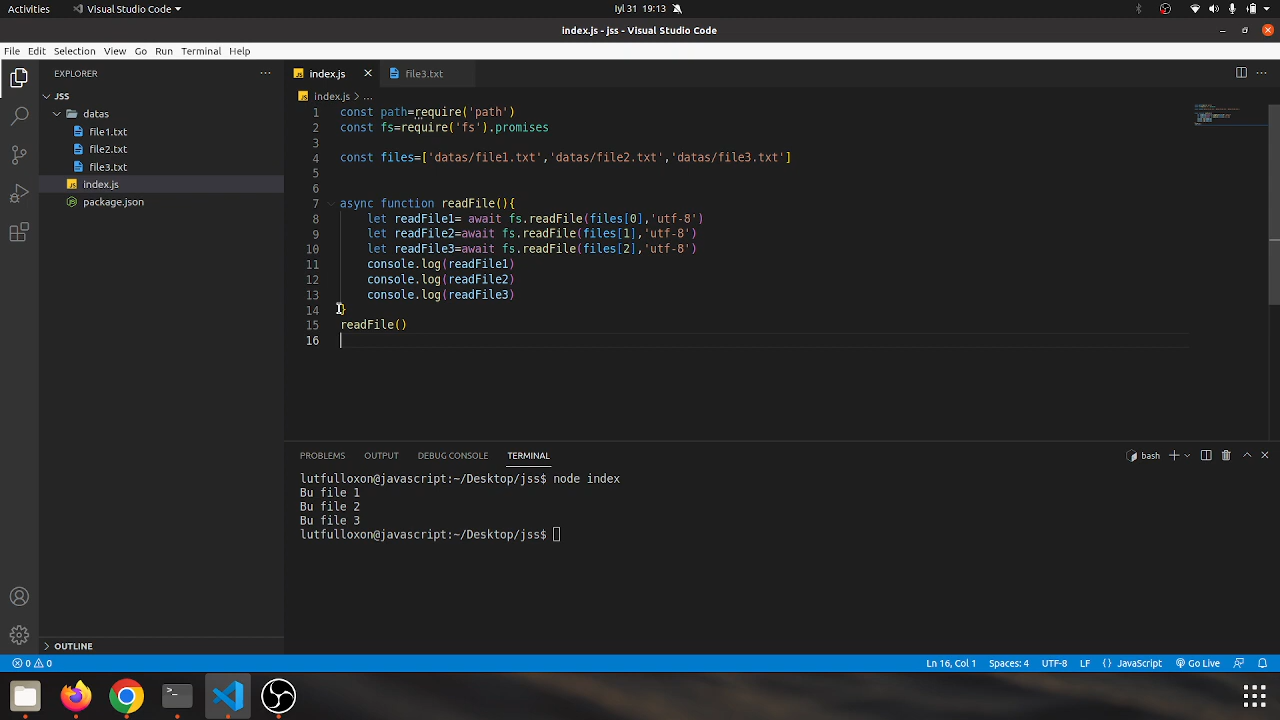 Activities Visual Studio Code Iyl 31 19:13
index.js - jss - Visual Studio Code
File Edit Selection View Go Run Terminal Help
EXPLORER
JSS
datas
file1.txt
file2.txt
file3.txt
index.js
package.json
OUTLINE
index.js file3.txt
index.js > ...
1 const path=require('path')
2 const fs=require('fs').promises
3
4 const files=['datas/file1.txt','datas/file2.txt','datas/file3.txt']
5
6
7 async function readFile(){
8 let readFile1= await fs.readFile(files[0],'utf-8')
9 let readFile2=await fs.readFile(files[1],'utf-8')
10 let readFile3=await fs.readFile(files[2],'utf-8')
11 console.log(readFile1)
12 console.log(readFile2)
13 console.log(readFile3)
14 }
15 readFile()
16
PROBLEMS OUTPUT DEBUG CONSOLE TERMINAL bash
lutfulloxon@javascript:~/Desktop/jss$ node index
Bu file 1
Bu file 2
Bu file 3
lutfulloxon@javascript:~/Desktop/jss$
0 0 Ln 16, Col 1 Spaces: 4 UTF-8 LF {} JavaScript Go Live